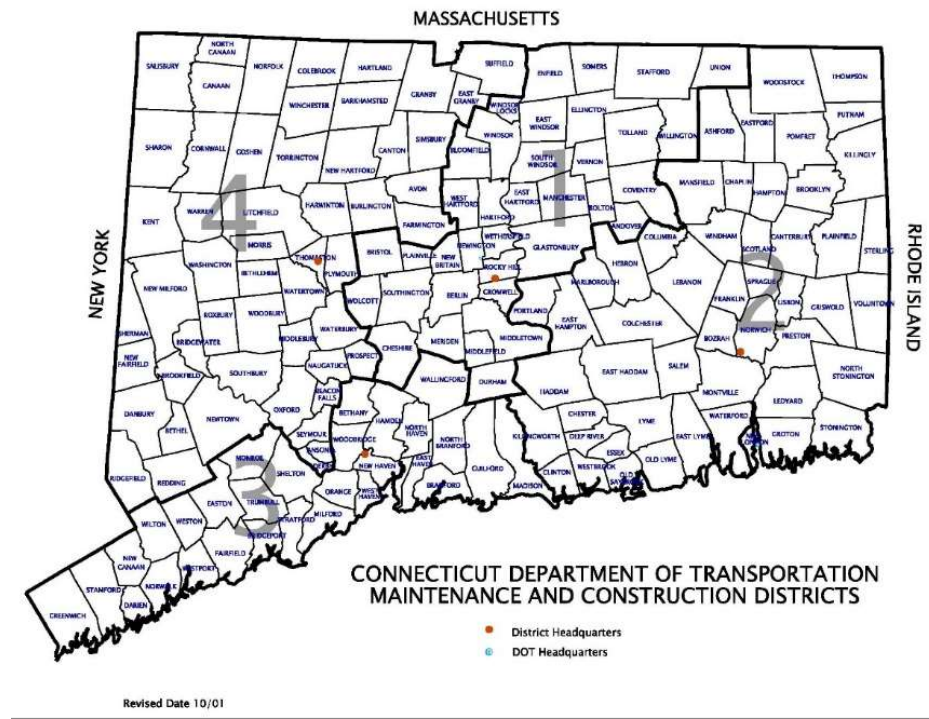 MASSACHUSETTS
NORTH
CANAAN
SUFFIELD
SALISBURY
NORFOLK
COLEBROOK
HARTLAND
ENFIELD
SOMERS
STAFFORD
UNION
WOODSTOCK
THOMPSON
CANAAN
GRANBY
EAST
GRANBY
WINCHESTER
BARKHAMSTED
WINDSOR
LOCKS
ELLINGTON
PUTNAM
EAST
WINDSOR
TOLLAND
WILLINGTON
ASHFORD
EASTFORD
POMFRET
SHARON
CORNWALL
GOSHEN
TORRINGTON
CANTON
SIMSBURY
BLOOMFIELD
WINDSOR
KILLINGLY
NEW HARTFORD
SOUTH
WINDSOR
VERNON
1
4
AVON
WEST
HARTFORD
EAST
HARTFORD
MANCHESTER
BOLTON
COVENTRY
MANSFIELD
CHAPLIN
HAMPTON
BROOKLYN
KENT
WARREN
LITCHFIELD
HARWINTON
BURLINGTON
FARMINGTON
HARTFORD
ANDOVER
MORRIS
WETHERSFIELD
NEWINGTON
GLASTONBURY
COLUMBIA
WINDHAM
SCOTLAND
CANTERBURY
PLAINFIELD
STERLING
NEW YORK
RHODE ISLAND
WASHINGTON
BETHLEHEM
THOMASTON
PLYMOUTH
BRISTOL
PLAINVILLE
NEW
BRITAIN
ROCKY HILL
HEBRON
MARLBOROUGH
LEBANON
2
SPRAGUE
FRANKLIN
LISBON
GRISWOLD
VOLUNTOWN
NEW MILFORD
WATERTOWN
WOLCOTT
SOUTHINGTON
BERLIN
CROMWELL
PORTLAND
EAST
HAMPTON
COLCHESTER
ROXBURY
WOODBURY
NORWICH
PRESTON
BOZRAH
SHERMAN
BRIDGEWATER
MIDDLEBURY
WATERBURY
CHESHIRE
MERIDEN
MIDDLETOWN
MIDDLEFIELD
NEW
FAIRFIELD
BROOKFIELD
SOUTHBURY
NAUGATUCK
PROSPECT
WALLINGFORD
DURHAM
HADDAM
EAST HADDAM
SALEM
MONTVILLE
NORTH
STONINGTON
LEDYARD
DANBURY
BETHEL
NEWTOWN
OXFORD
BEACON
FALLS
BETHANY
HAMDEN
NORTH
HAVEN
NORTH
BRANFORD
KILLINGWORTH
CHESTER
DEEP RIVER
LYME
WATERFORD
EAST LYME
GROTON
STONINGTON
SEYMOUR
WOODBRIDGE
MONROE
3
SHELTON
NEW HAVEN
EAST
HAVEN
GUILFORD
ESSEX
OLD LYME
RIDGEFIELD
REDDING
CLINTON
WESTBROOK
EASTON
TRUMBULL
ORANGE
WEST
HAVEN
BRANFORD
MADISON
WILTON
WESTON
STRATFORD
MILFORD
BRIDGEPORT
FAIRFIELD
NEW
CANAAN
WESTPORT
STAMFORD
NORWALK
DARIEN
GREENWICH
CONNECTICUT DEPARTMENT OF TRANSPORTATION
MAINTENANCE AND CONSTRUCTION DISTRICTS
District Headquarters
DOT Headquarters
Revised Date 10/01